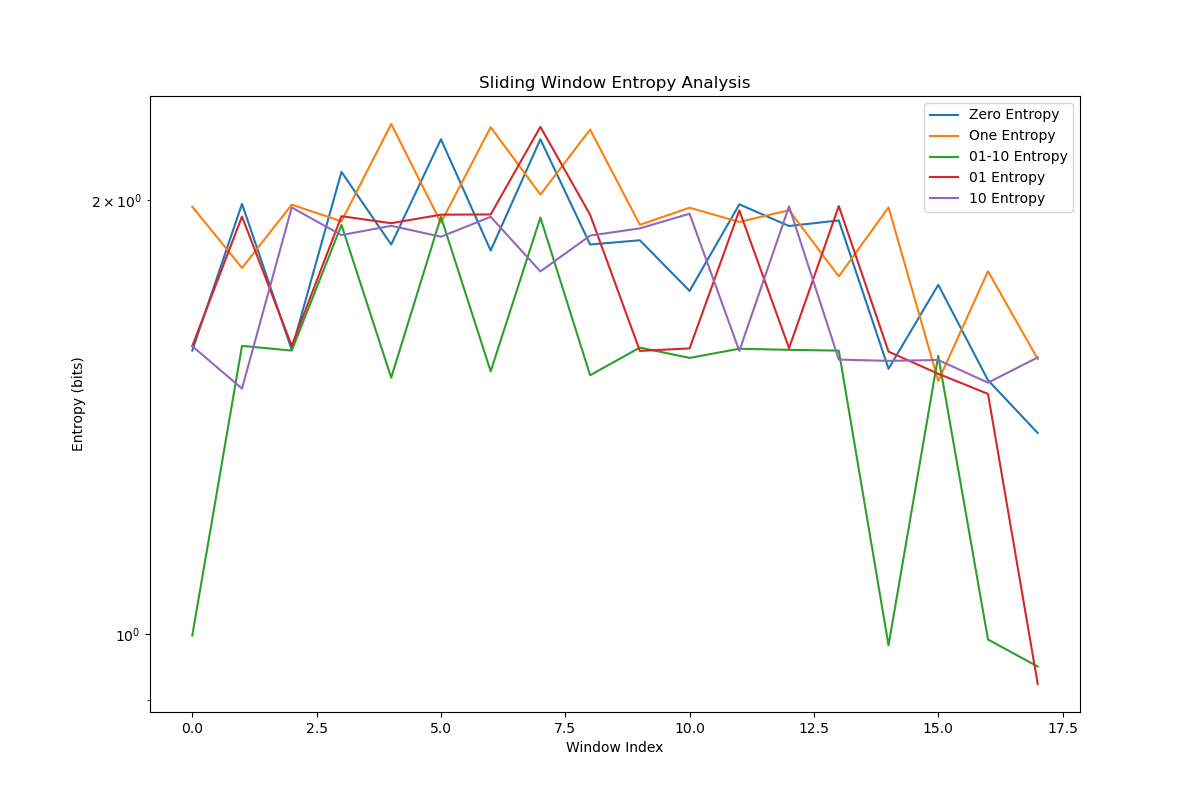 Sliding Window Entropy Analysis
Zero Entropy
One Entropy
01-10 Entropy
01 Entropy
10 Entropy
Entropy (bits)
2 × 10⁰
10⁰
0.0 2.5 5.0 7.5 10.0 12.5 15.0 17.5
Window Index